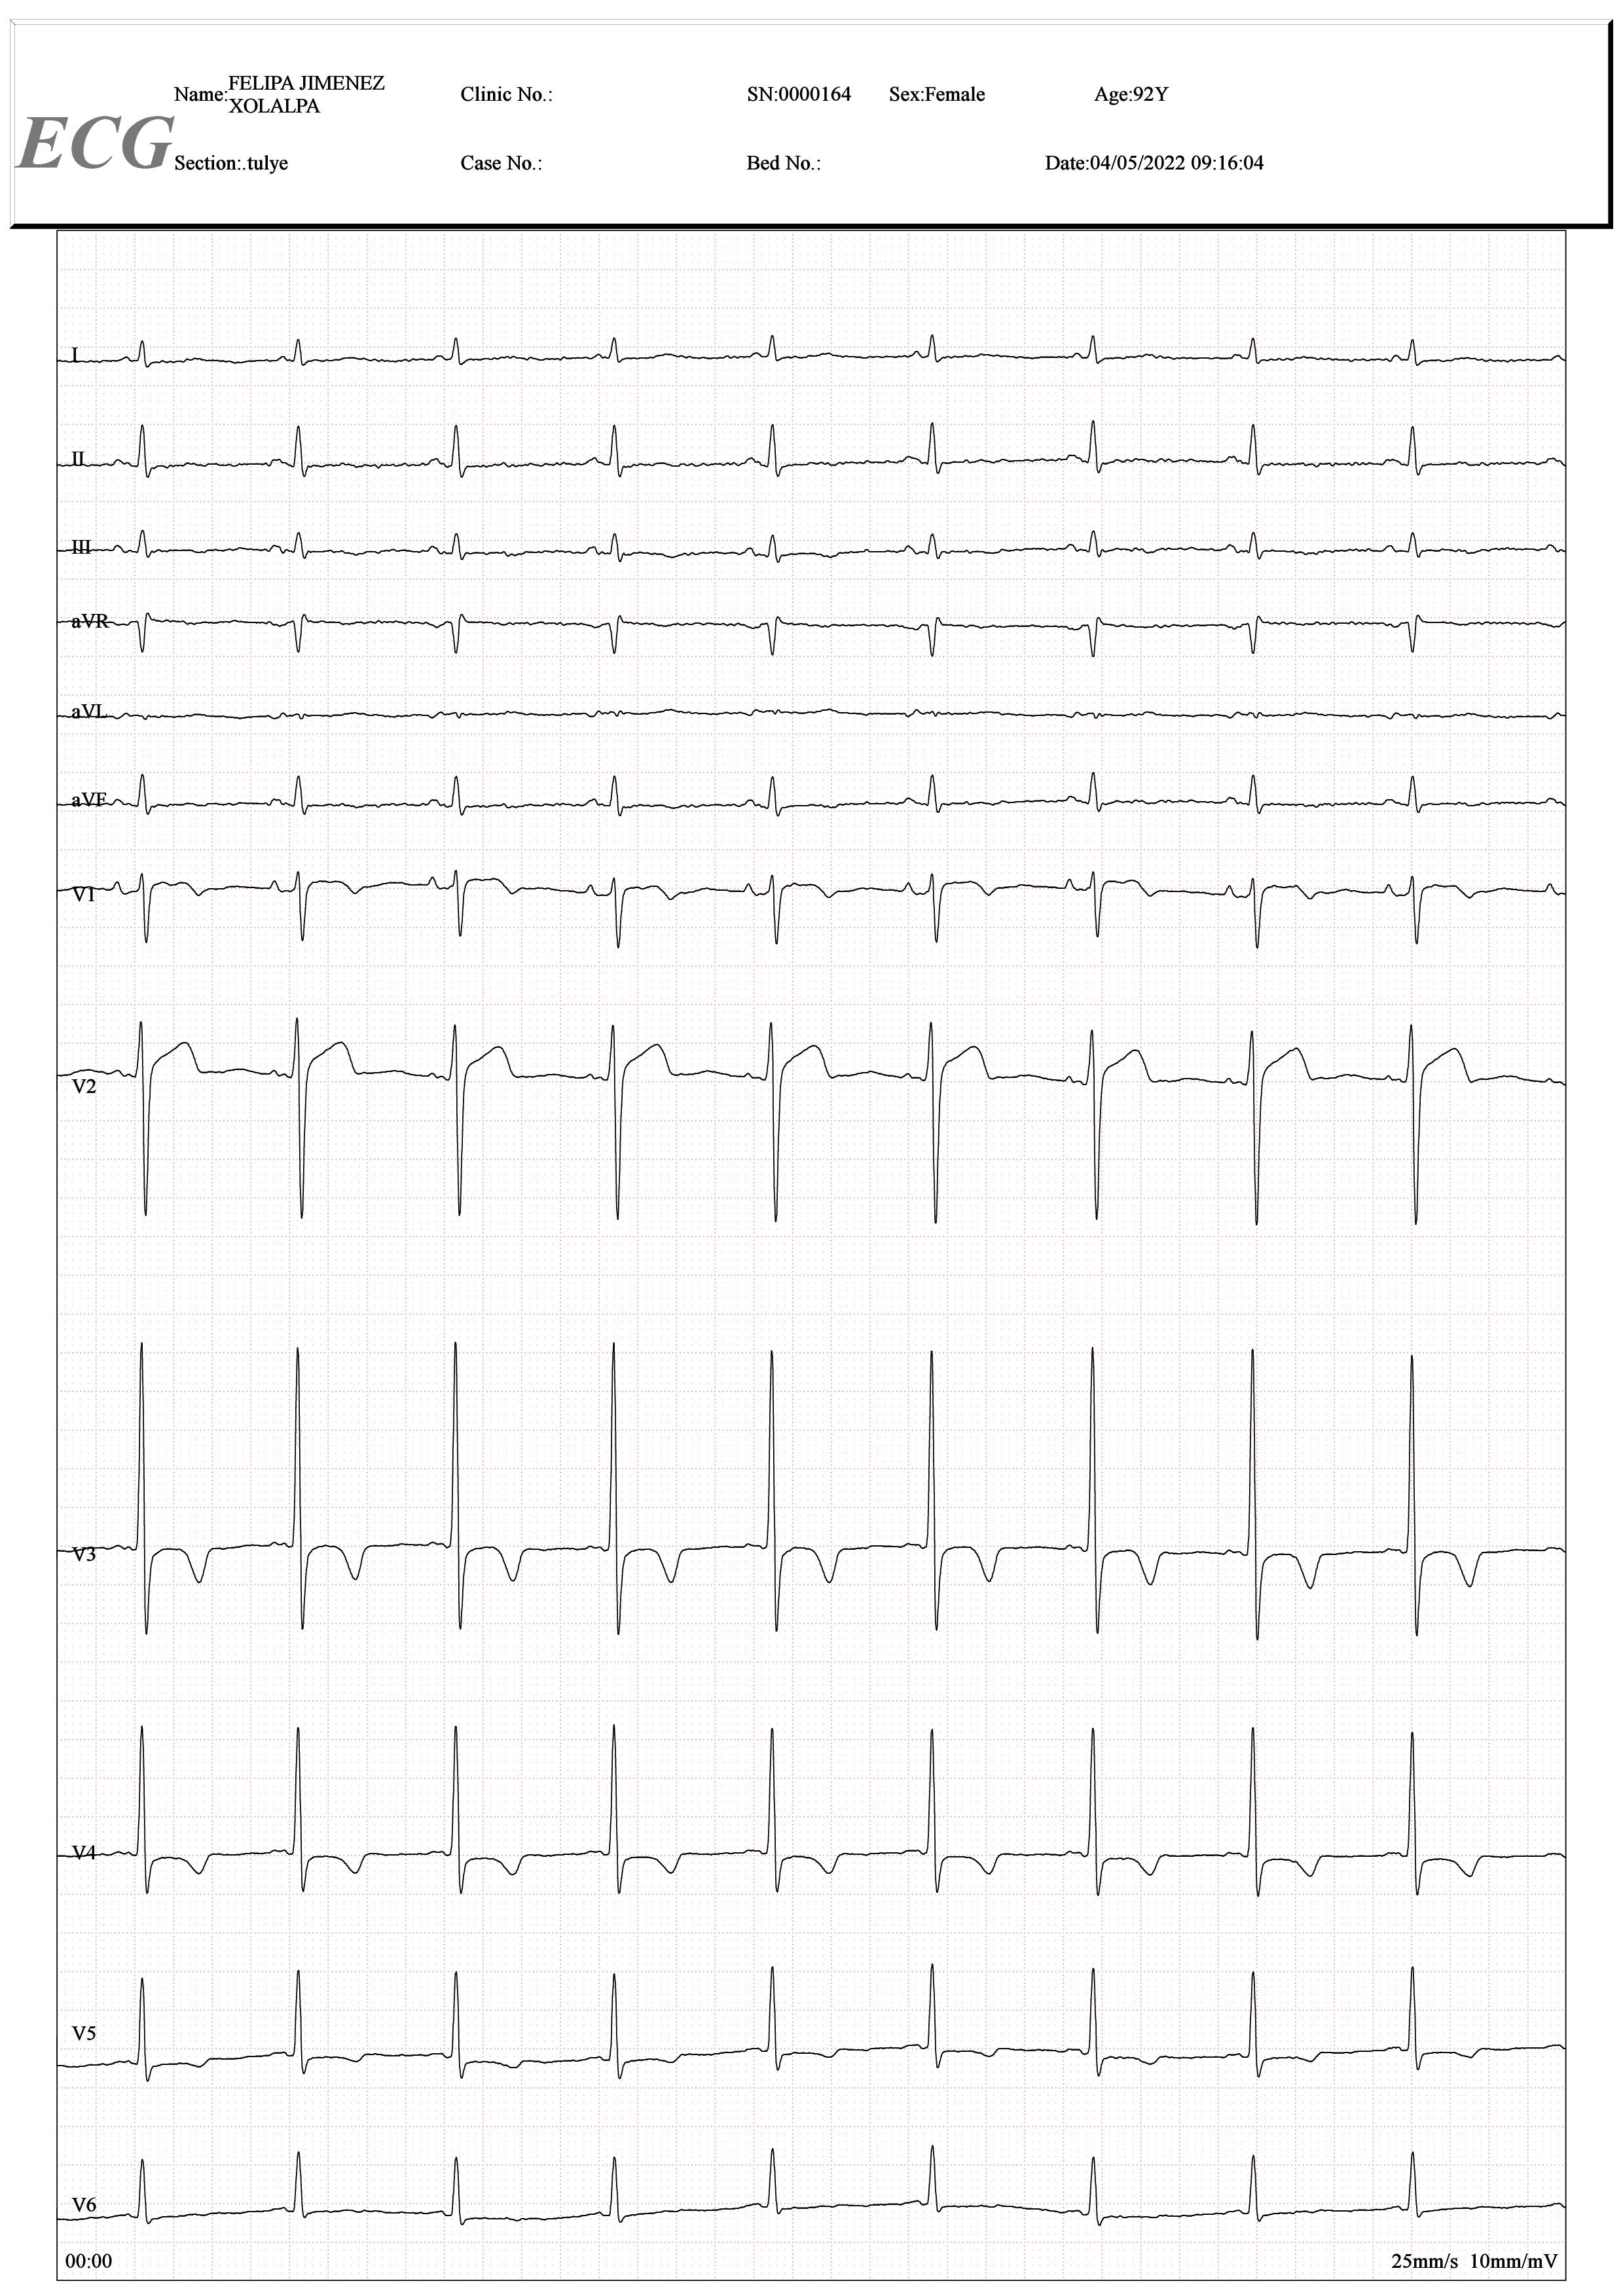 ECG
Name:FELIPA JIMENEZ XOLALPA Clinic No.: SN:0000164 Sex:Female Age:92Y
Section:.tulye Case No.: Bed No.: Date:04/05/2022 09:16:04
I
II
III
aVR
aVL
aVF
V1
V2
V3
V4
V5
V6
00:00 25mm/s 10mm/mV